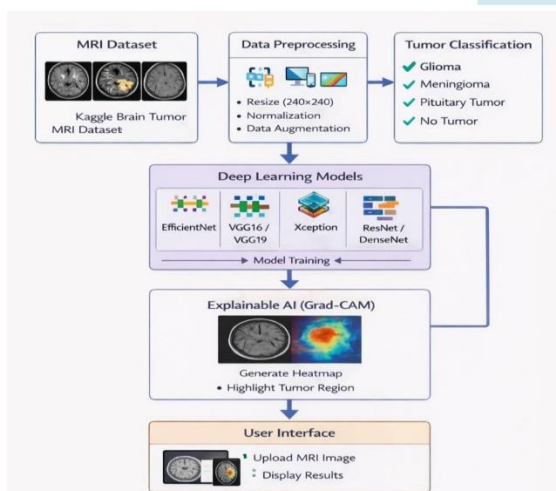 MRI Dataset
Kaggle Brain Tumor
MRI Dataset
Data Preprocessing
• Resize (240×240)
• Normalization
• Data Augmentation
Tumor Classification
✔ Glioma
✔ Meningioma
✔ Pituitary Tumor
✔ No Tumor
Deep Learning Models
EfficientNet
VGG16 /
VGG19
Xception
ResNet /
DenseNet
Model Training
Explainable AI (Grad-CAM)
Generate Heatmap
• Highlight Tumor Region
User Interface
Upload MRI Image
Display Results